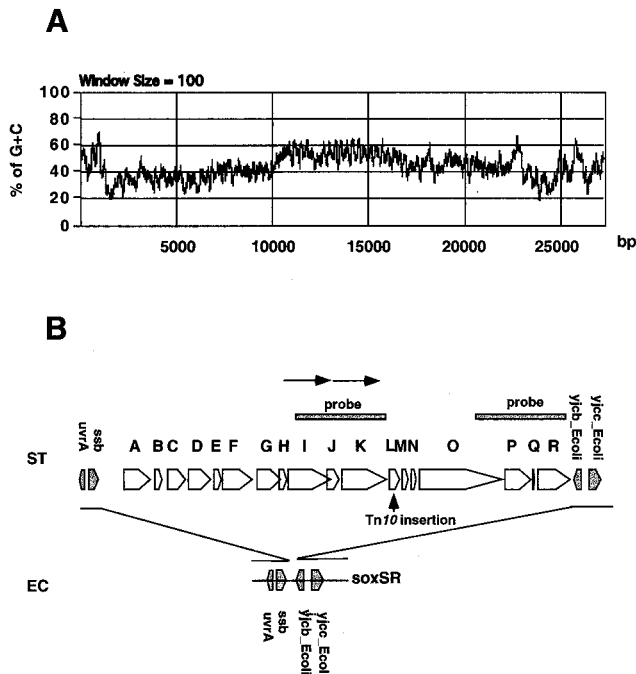 A
Window Size = 100
% of G+C
100
80
60
40
20
0
5000 10000 15000 20000 25000 bp
B
probe probe
uvrA ssb A B C D E F G H I J K L M N O P Q R yjcb_Ecoli yjcc_Ecoli
ST
Tn10 insertion
EC
soxSR
uvrA ssb yjcb_Ecoli yjcc_Ecol